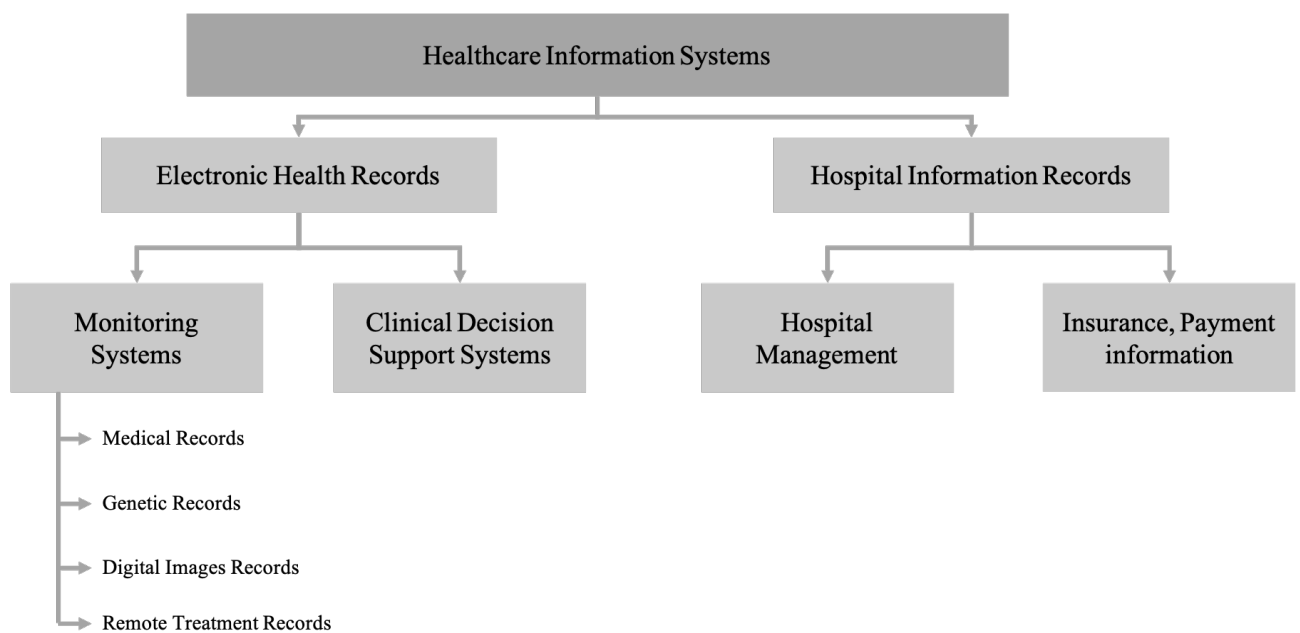 Healthcare Information Systems
Electronic Health Records
Hospital Information Records
Monitoring
Systems
Clinical Decision
Support Systems
Hospital
Management
Insurance, Payment
information
Medical Records
Genetic Records
Digital Images Records
Remote Treatment Records